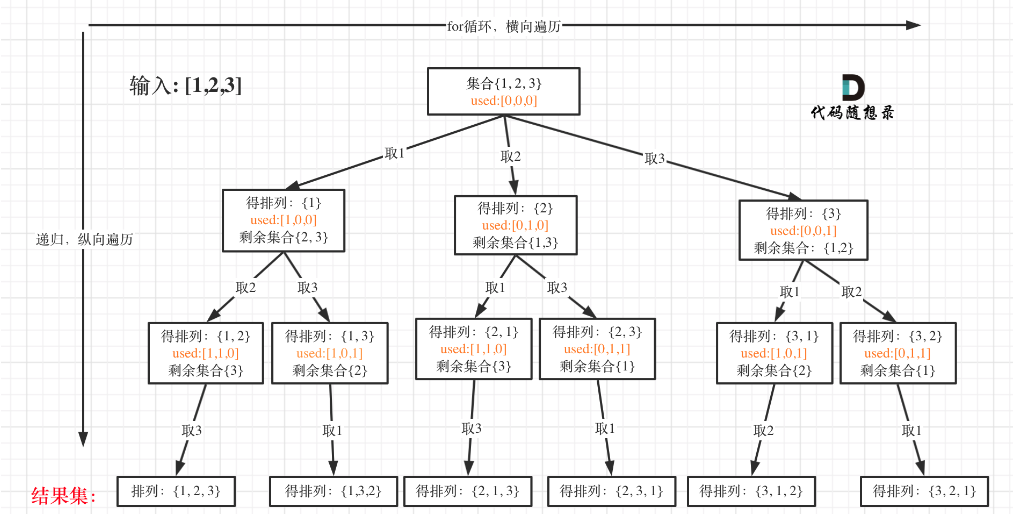 for循环，横向遍历
输入: [1,2,3]
集合{1, 2, 3}
used:[0,0,0]
代码随想录
取1
取2
取3
递归，纵向遍历
得排列：{1}
used:[1,0,0]
剩余集合{2, 3}
得排列：{2}
used:[0,1,0]
剩余集合{1,3}
得排列：{3}
used:[0,0,1]
剩余集合：{1,2}
取2
取3
取1
取3
取1
取2
得排列：{1, 2}
used:[1,1,0]
剩余集合{3}
得排列：{1, 3}
used:[1,0,1]
剩余集合{2}
得排列：{2, 1}
used:[1,1,0]
剩余集合{3}
得排列：{2, 3}
used:[0,1,1]
剩余集合{1}
得排列：{3, 1}
used:[1,0,1]
剩余集合{2}
得排列：{3, 2}
used:[0,1,1]
剩余集合{1}
取3
取1
取3
取1
取2
取1
结果集：
排列：{1, 2, 3}
得排列：{1,3,2}
得排列：{2, 1, 3}
得排列：{2, 3, 1}
得排列：{3, 1, 2}
得排列：{3, 2, 1}